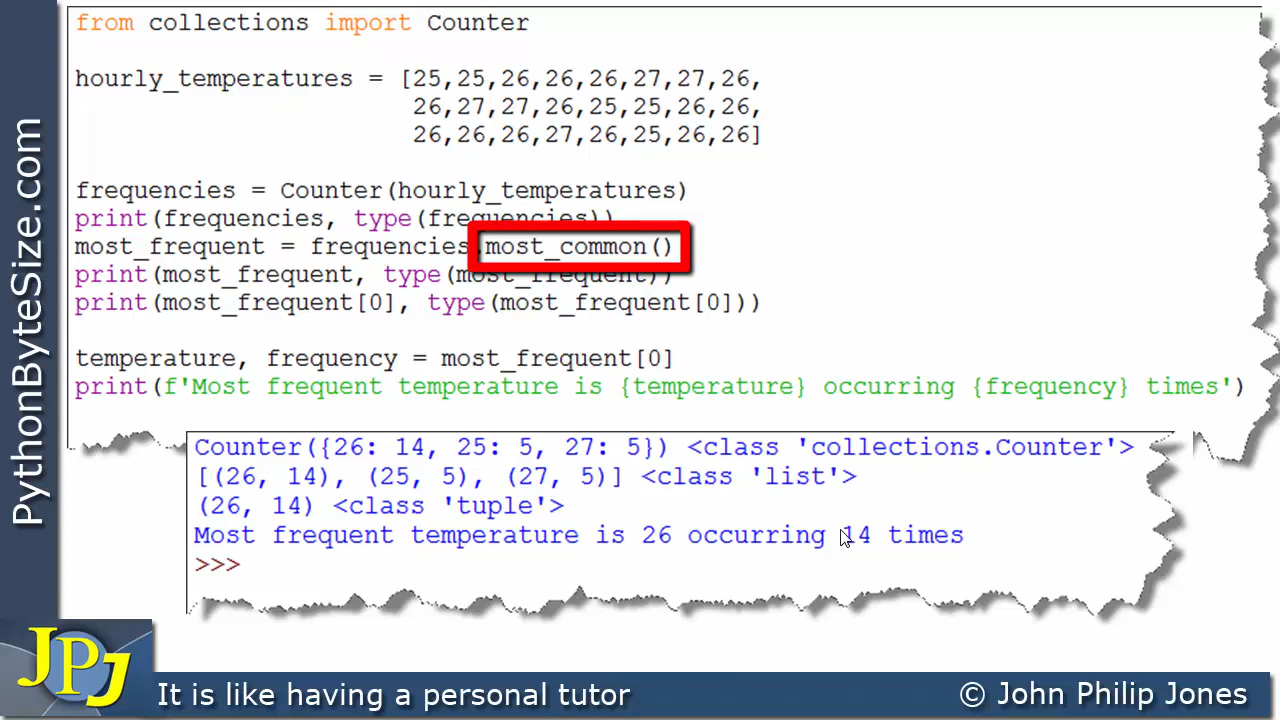 PythonByteSize.com
from collections import Counter
hourly_temperatures = [25,25,26,26,26,27,27,26,
26,27,27,26,25,25,26,26,
26,26,26,27,26,25,26,26]
frequencies = Counter(hourly_temperatures)
print(frequencies, type(frequencies))
most_frequent = frequencies.most_common()
print(most_frequent, type(most_frequent))
print(most_frequent[0], type(most_frequent[0]))
temperature, frequency = most_frequent[0]
print(f'Most frequent temperature is {temperature} occurring {frequency} times')
Counter({26: 14, 25: 5, 27: 5}) <class 'collections.Counter'>
[(26, 14), (25, 5), (27, 5)] <class 'list'>
(26, 14) <class 'tuple'>
Most frequent temperature is 26 occurring 14 times
>>>
JPJ
It is like having a personal tutor
© John Philip Jones